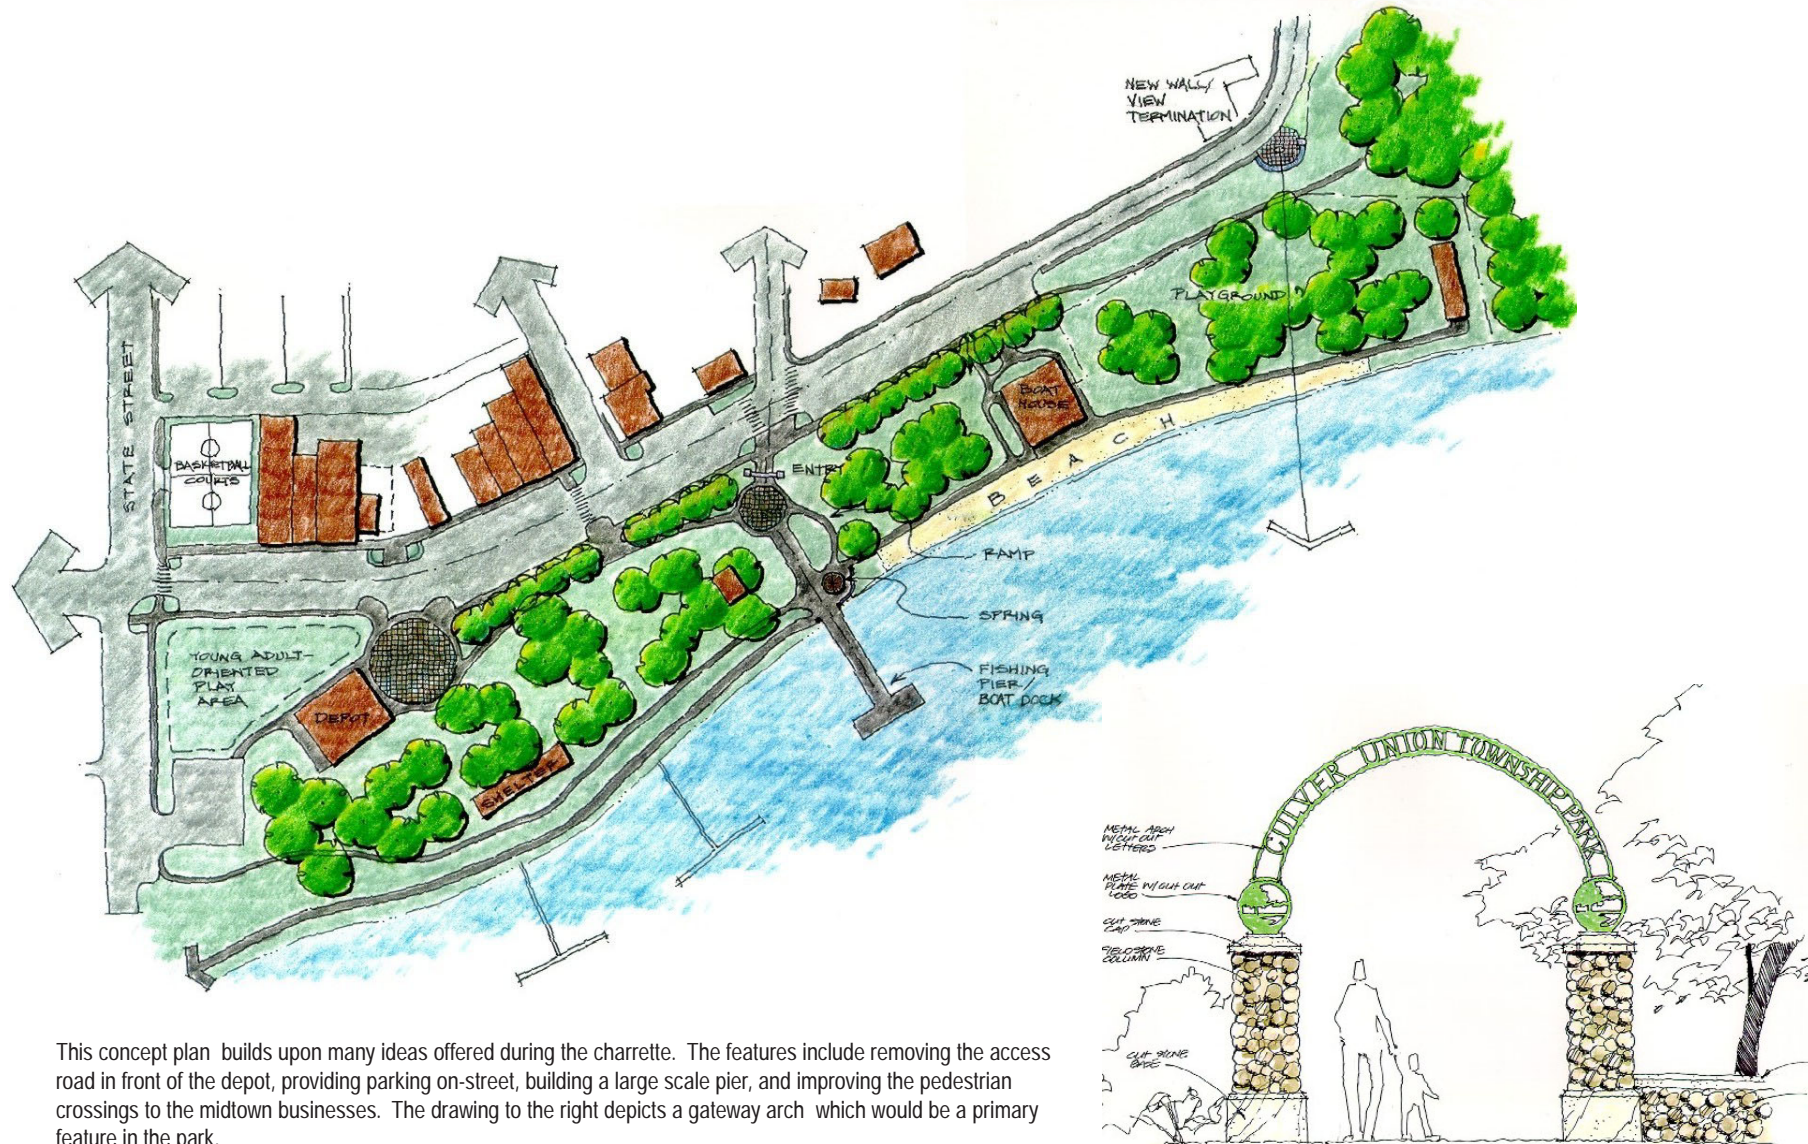 NEW WALL/
VIEW
TERMINATION
STATE STREET
PLAYGROUND
BOAT
HOUSE
BASKETBALL
COURTS
ENTRY
BEACH
RAMP
SPRING
YOUNG ADULT-
ORIENTED
PLAY
AREA
FISHING
PIER/
BOAT DOCK
DEPOT
SHELTER
CULVER UNION TOWNSHIP PARK
METAL ARCH
W/CUT OUT
LETTERS
METAL
PLATE W/CUT OUT
LOGO
CUT STONE
CAP
FIELDSTONE
COLUMN
CUT STONE
BASE
This concept plan builds upon many ideas offered during the charrette. The features include removing the access
road in front of the depot, providing parking on-street, building a large scale pier, and improving the pedestrian
crossings to the midtown businesses. The drawing to the right depicts a gateway arch which would be a primary
feature in the park.